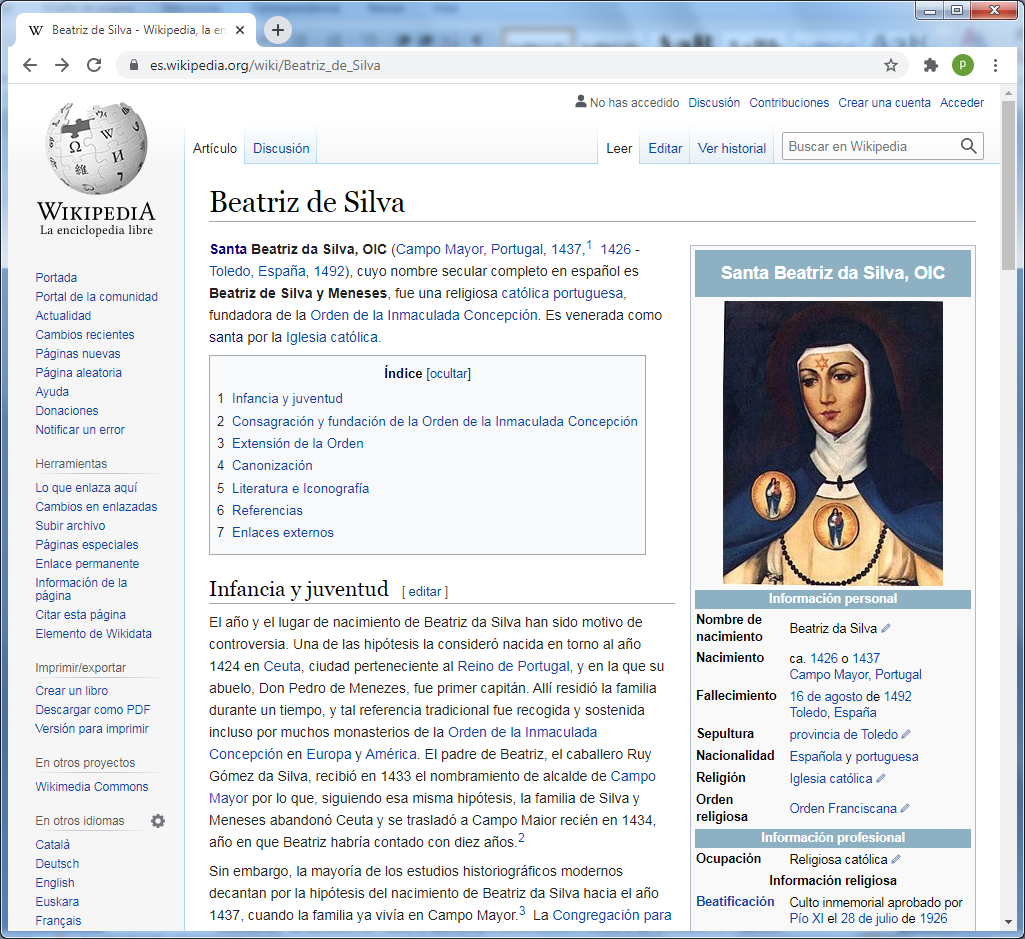 Beatriz de Silva - Wikipedia, la en
es.wikipedia.org/wiki/Beatriz_de_Silva
P
No has accedido Discusión Contribuciones Crear una cuenta Acceder
Artículo Discusión Leer Editar Ver historial Buscar en Wikipedia
WIKIPEDIA
La enciclopedia libre
Portada
Portal de la comunidad
Actualidad
Cambios recientes
Páginas nuevas
Página aleatoria
Ayuda
Donaciones
Notificar un error
Herramientas
Lo que enlaza aquí
Cambios en enlazadas
Subir archivo
Páginas especiales
Enlace permanente
Información de la
página
Citar esta página
Elemento de Wikidata
Imprimir/exportar
Crear un libro
Descargar como PDF
Versión para imprimir
En otros proyectos
Wikimedia Commons
En otros idiomas
Català
Deutsch
English
Euskara
Français
Beatriz de Silva
Santa Beatriz da Silva, OIC (Campo Mayor, Portugal, 1437,1 1426 -
Toledo, España, 1492), cuyo nombre secular completo en español es
Beatriz de Silva y Meneses, fue una religiosa católica portuguesa,
fundadora de la Orden de la Inmaculada Concepción. Es venerada como
santa por la Iglesia católica.
Índice [ocultar]
1 Infancia y juventud
2 Consagración y fundación de la Orden de la Inmaculada Concepción
3 Extensión de la Orden
4 Canonización
5 Literatura e Iconografía
6 Referencias
7 Enlaces externos
Infancia y juventud [ editar ]
El año y el lugar de nacimiento de Beatriz da Silva han sido motivo de
controversia. Una de las hipótesis la consideró nacida en torno al año
1424 en Ceuta, ciudad perteneciente al Reino de Portugal, y en la que su
abuelo, Don Pedro de Menezes, fue primer capitán. Allí residió la familia
durante un tiempo, y tal referencia tradicional fue recogida y sostenida
incluso por muchos monasterios de la Orden de la Inmaculada
Concepción en Europa y América. El padre de Beatriz, el caballero Ruy
Gómez da Silva, recibió en 1433 el nombramiento de alcalde de Campo
Mayor por lo que, siguiendo esa misma hipótesis, la familia de Silva y
Meneses abandonó Ceuta y se trasladó a Campo Maior recién en 1434,
año en que Beatriz habría contado con diez años.2
Sin embargo, la mayoría de los estudios historiográficos modernos
decantan por la hipótesis del nacimiento de Beatriz da Silva hacia el año
1437, cuando la familia ya vivía en Campo Mayor.3 La Congregación para
Santa Beatriz da Silva, OIC
Información personal
Nombre de
nacimiento
Beatriz da Silva
Nacimiento ca. 1426 o 1437
Campo Mayor, Portugal
Fallecimiento 16 de agosto de 1492
Toledo, España
Sepultura provincia de Toledo
Nacionalidad Española y portuguesa
Religión Iglesia católica
Orden
religiosa
Orden Franciscana
Información profesional
Ocupación Religiosa católica
Información religiosa
Beatificación Culto inmemorial aprobado por
Pío XI el 28 de julio de 1926